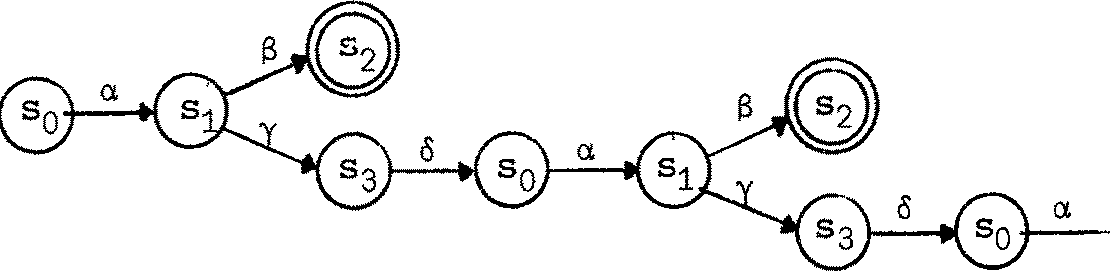 β s₂
s₀ α s₁ β s₂
γ s₃ δ s₀ α s₁
γ s₃ δ s₀ α